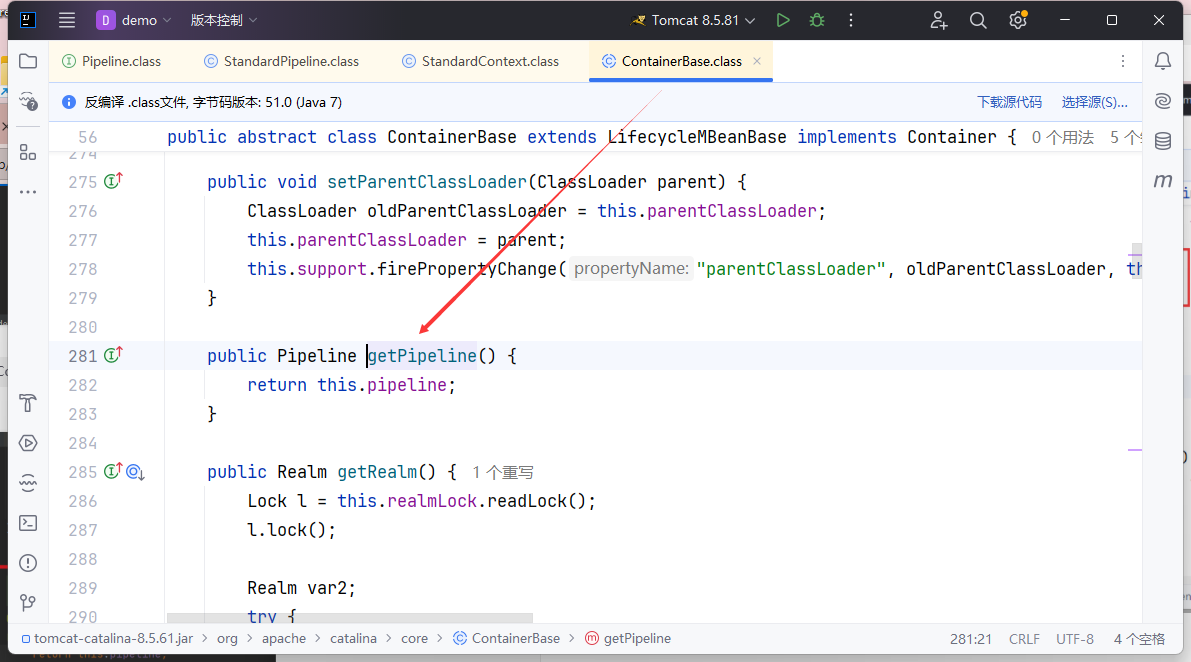 D demo 版本控制 Tomcat 8.5.81
Pipeline.class StandardPipeline.class StandardContext.class ContainerBase.class
反编译 .class文件, 字节码版本: 51.0 (Java 7) 下载源代码 选择源(S)...
56 public abstract class ContainerBase extends LifecycleMBeanBase implements Container { 0 个用法 5 个
274
275 public void setParentClassLoader(ClassLoader parent) {
276 ClassLoader oldParentClassLoader = this.parentClassLoader;
277 this.parentClassLoader = parent;
278 this.support.firePropertyChange( propertyName: "parentClassLoader", oldParentClassLoader, th
279 }
280
281 public Pipeline getPipeline() {
282 return this.pipeline;
283 }
284
285 public Realm getRealm() { 1 个重写
286 Lock l = this.realmLock.readLock();
287 l.lock();
288
289 Realm var2;
290 try {
tomcat-catalina-8.5.61.jar > org > apache > catalina > core > ContainerBase > getPipeline 281:21 CRLF UTF-8 4 个空格
return this.pipeline;